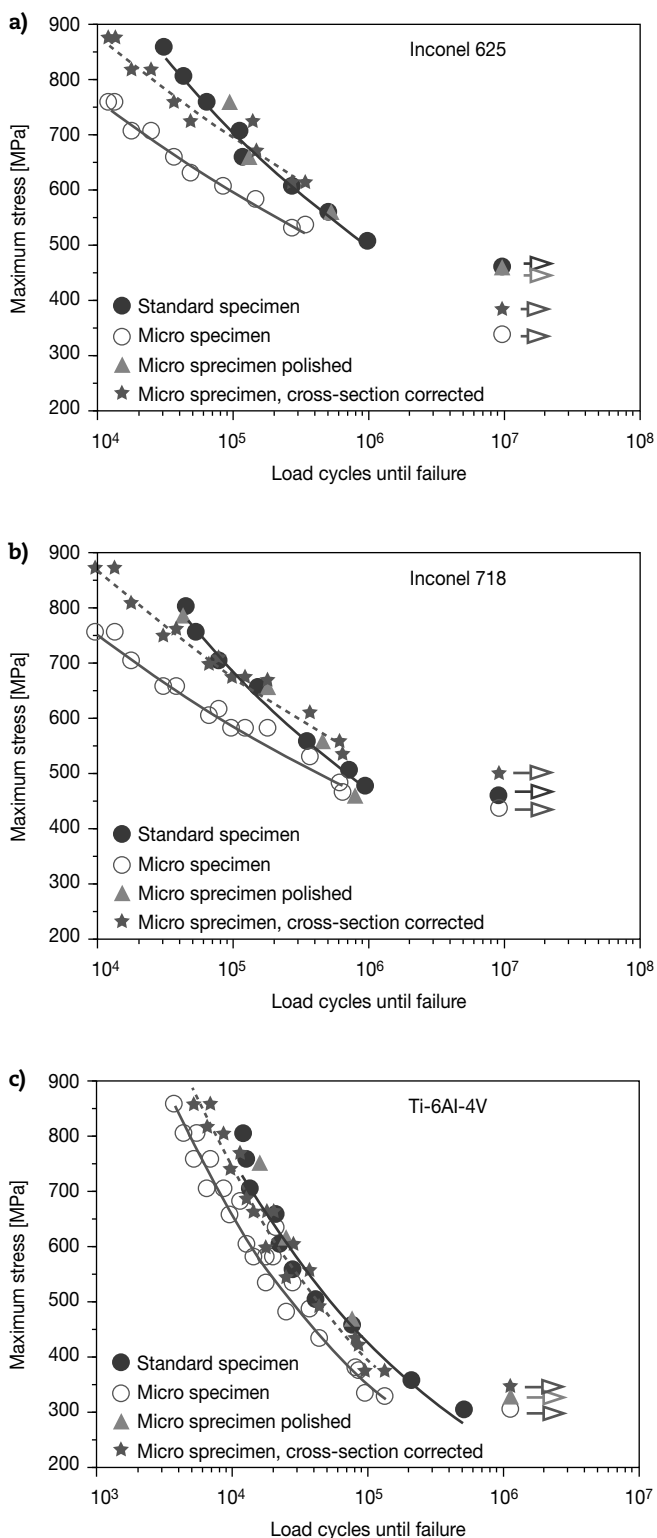 a)
Inconel 625
Maximum stress [MPa]
900
800
700
600
500
400
300
200
Standard specimen
Micro specimen
Micro sprecimen polished
Micro sprecimen, cross-section corrected
10⁴ 10⁵ 10⁶ 10⁷ 10⁸
Load cycles until failure
b)
Inconel 718
Maximum stress [MPa]
900
800
700
600
500
400
300
200
Standard specimen
Micro specimen
Micro sprecimen polished
Micro sprecimen, cross-section corrected
10⁴ 10⁵ 10⁶ 10⁷ 10⁸
Load cycles until failure
c)
Ti-6Al-4V
Maximum stress [MPa]
900
800
700
600
500
400
300
200
Standard specimen
Micro specimen
Micro sprecimen polished
Micro sprecimen, cross-section corrected
10³ 10⁴ 10⁵ 10⁶ 10⁷
Load cycles until failure